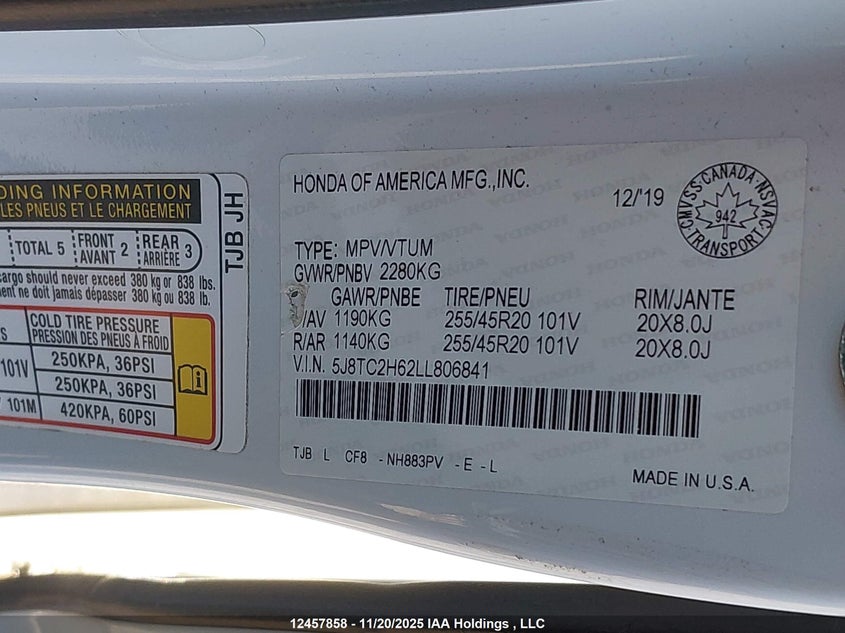 DING INFORMATION
LES PNEUS ET LE CHARGEMENT
TOTAL 5
FRONT AVANT 2
REAR ARRIÈRE 3
cargo should never exceed 380 kg or 838 lbs.
ne doit jamais dépasser 380 kg ou 838 lb.
COLD TIRE PRESSURE
PRESSION DES PNEUS À FROID
101V 250KPA, 36PSI
250KPA, 36PSI
101M 420KPA, 60PSI
TJB JH
HONDA OF AMERICA MFG.,INC.
12/'19
CMVSS-CANADA-NSVAC
942
TRANSPORT
TYPE: MPV/VTUM
GVWR/PNBV 2280KG
GAWR/PNBE TIRE/PNEU RIM/JANTE
/AV 1190KG 255/45R20 101V 20X8.0J
R/AR 1140KG 255/45R20 101V 20X8.0J
V.I.N. 5J8TC2H62LL806841
TJB L CF8 -NH883PV -E -L
MADE IN U.S.A.
12457858 - 11/20/2025 IAA Holdings , LLC